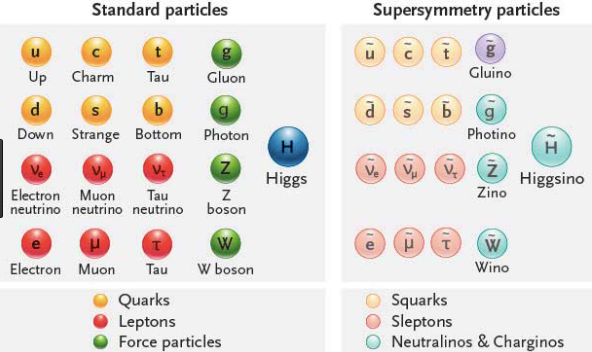 Standard particles
Supersymmetry particles
u c t g
Up Charm Tau Gluon
d s b g
Down Strange Bottom Photon
H
Higgs
νe νμ ντ Z
Electron neutrino Muon neutrino Tau neutrino Z boson
e μ τ W
Electron Muon Tau W boson
ũ c̃ t̃ g̃
Gluino
d̃ s̃ b̃ g̃
Photino
H̃
Higgsino
ν̃e ν̃μ ν̃τ Z̃
Zino
ẽ μ̃ τ̃ W̃
Wino
Quarks
Leptons
Force particles
Squarks
Sleptons
Neutralinos & Charginos